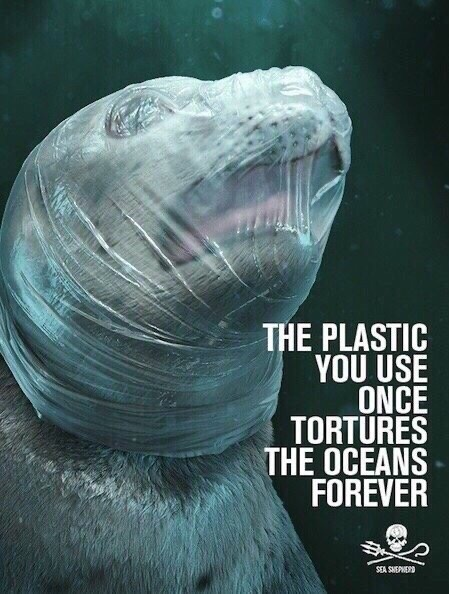 THE PLASTIC
YOU USE
ONCE
TORTURES
THE OCEANS
FOREVER
SEA SHEPHERD